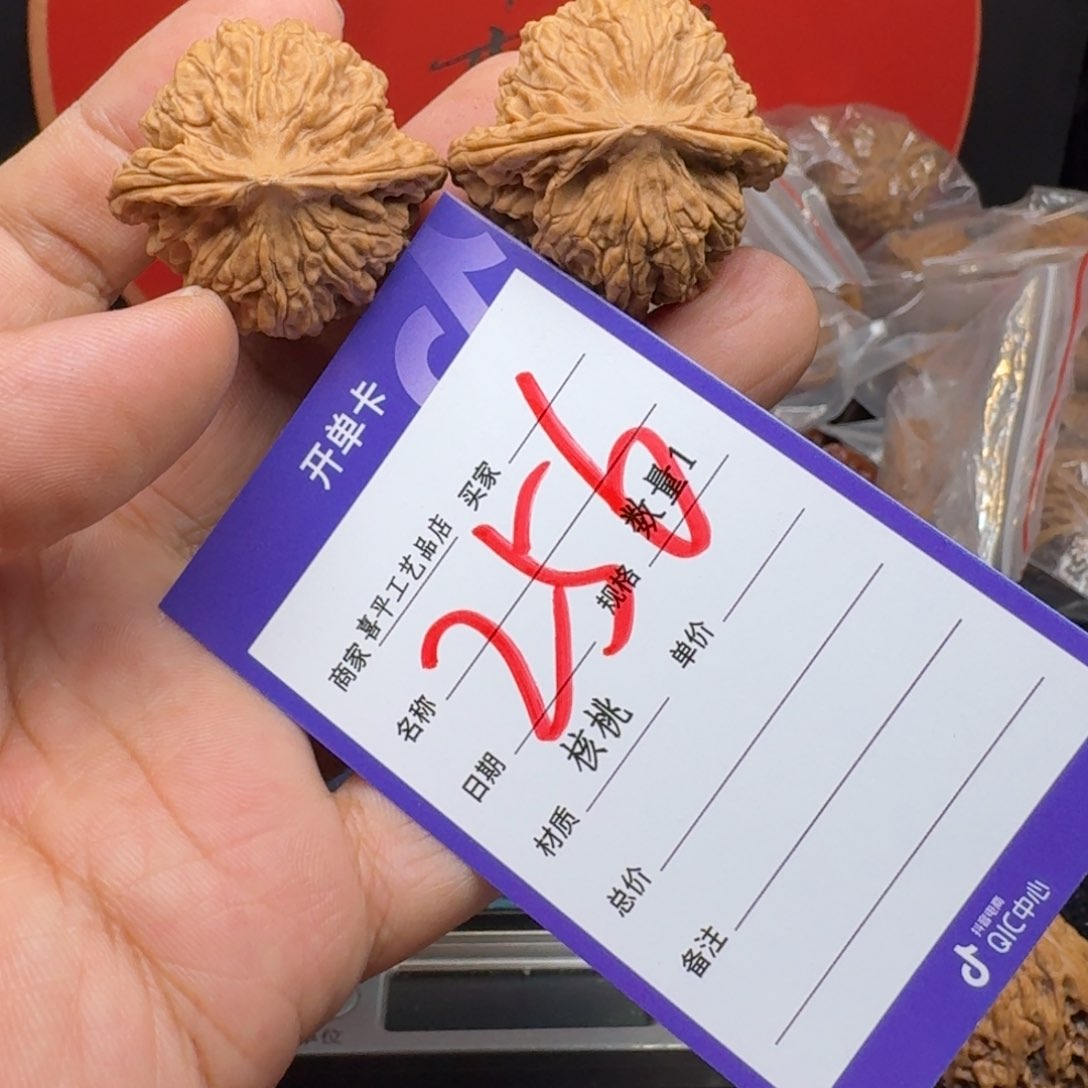 开单卡
商家 喜平工艺品店 买家
名称 规格 数量1
日期 单价
材质 核桃
总价
备注
256
抖音电商
QIC中心